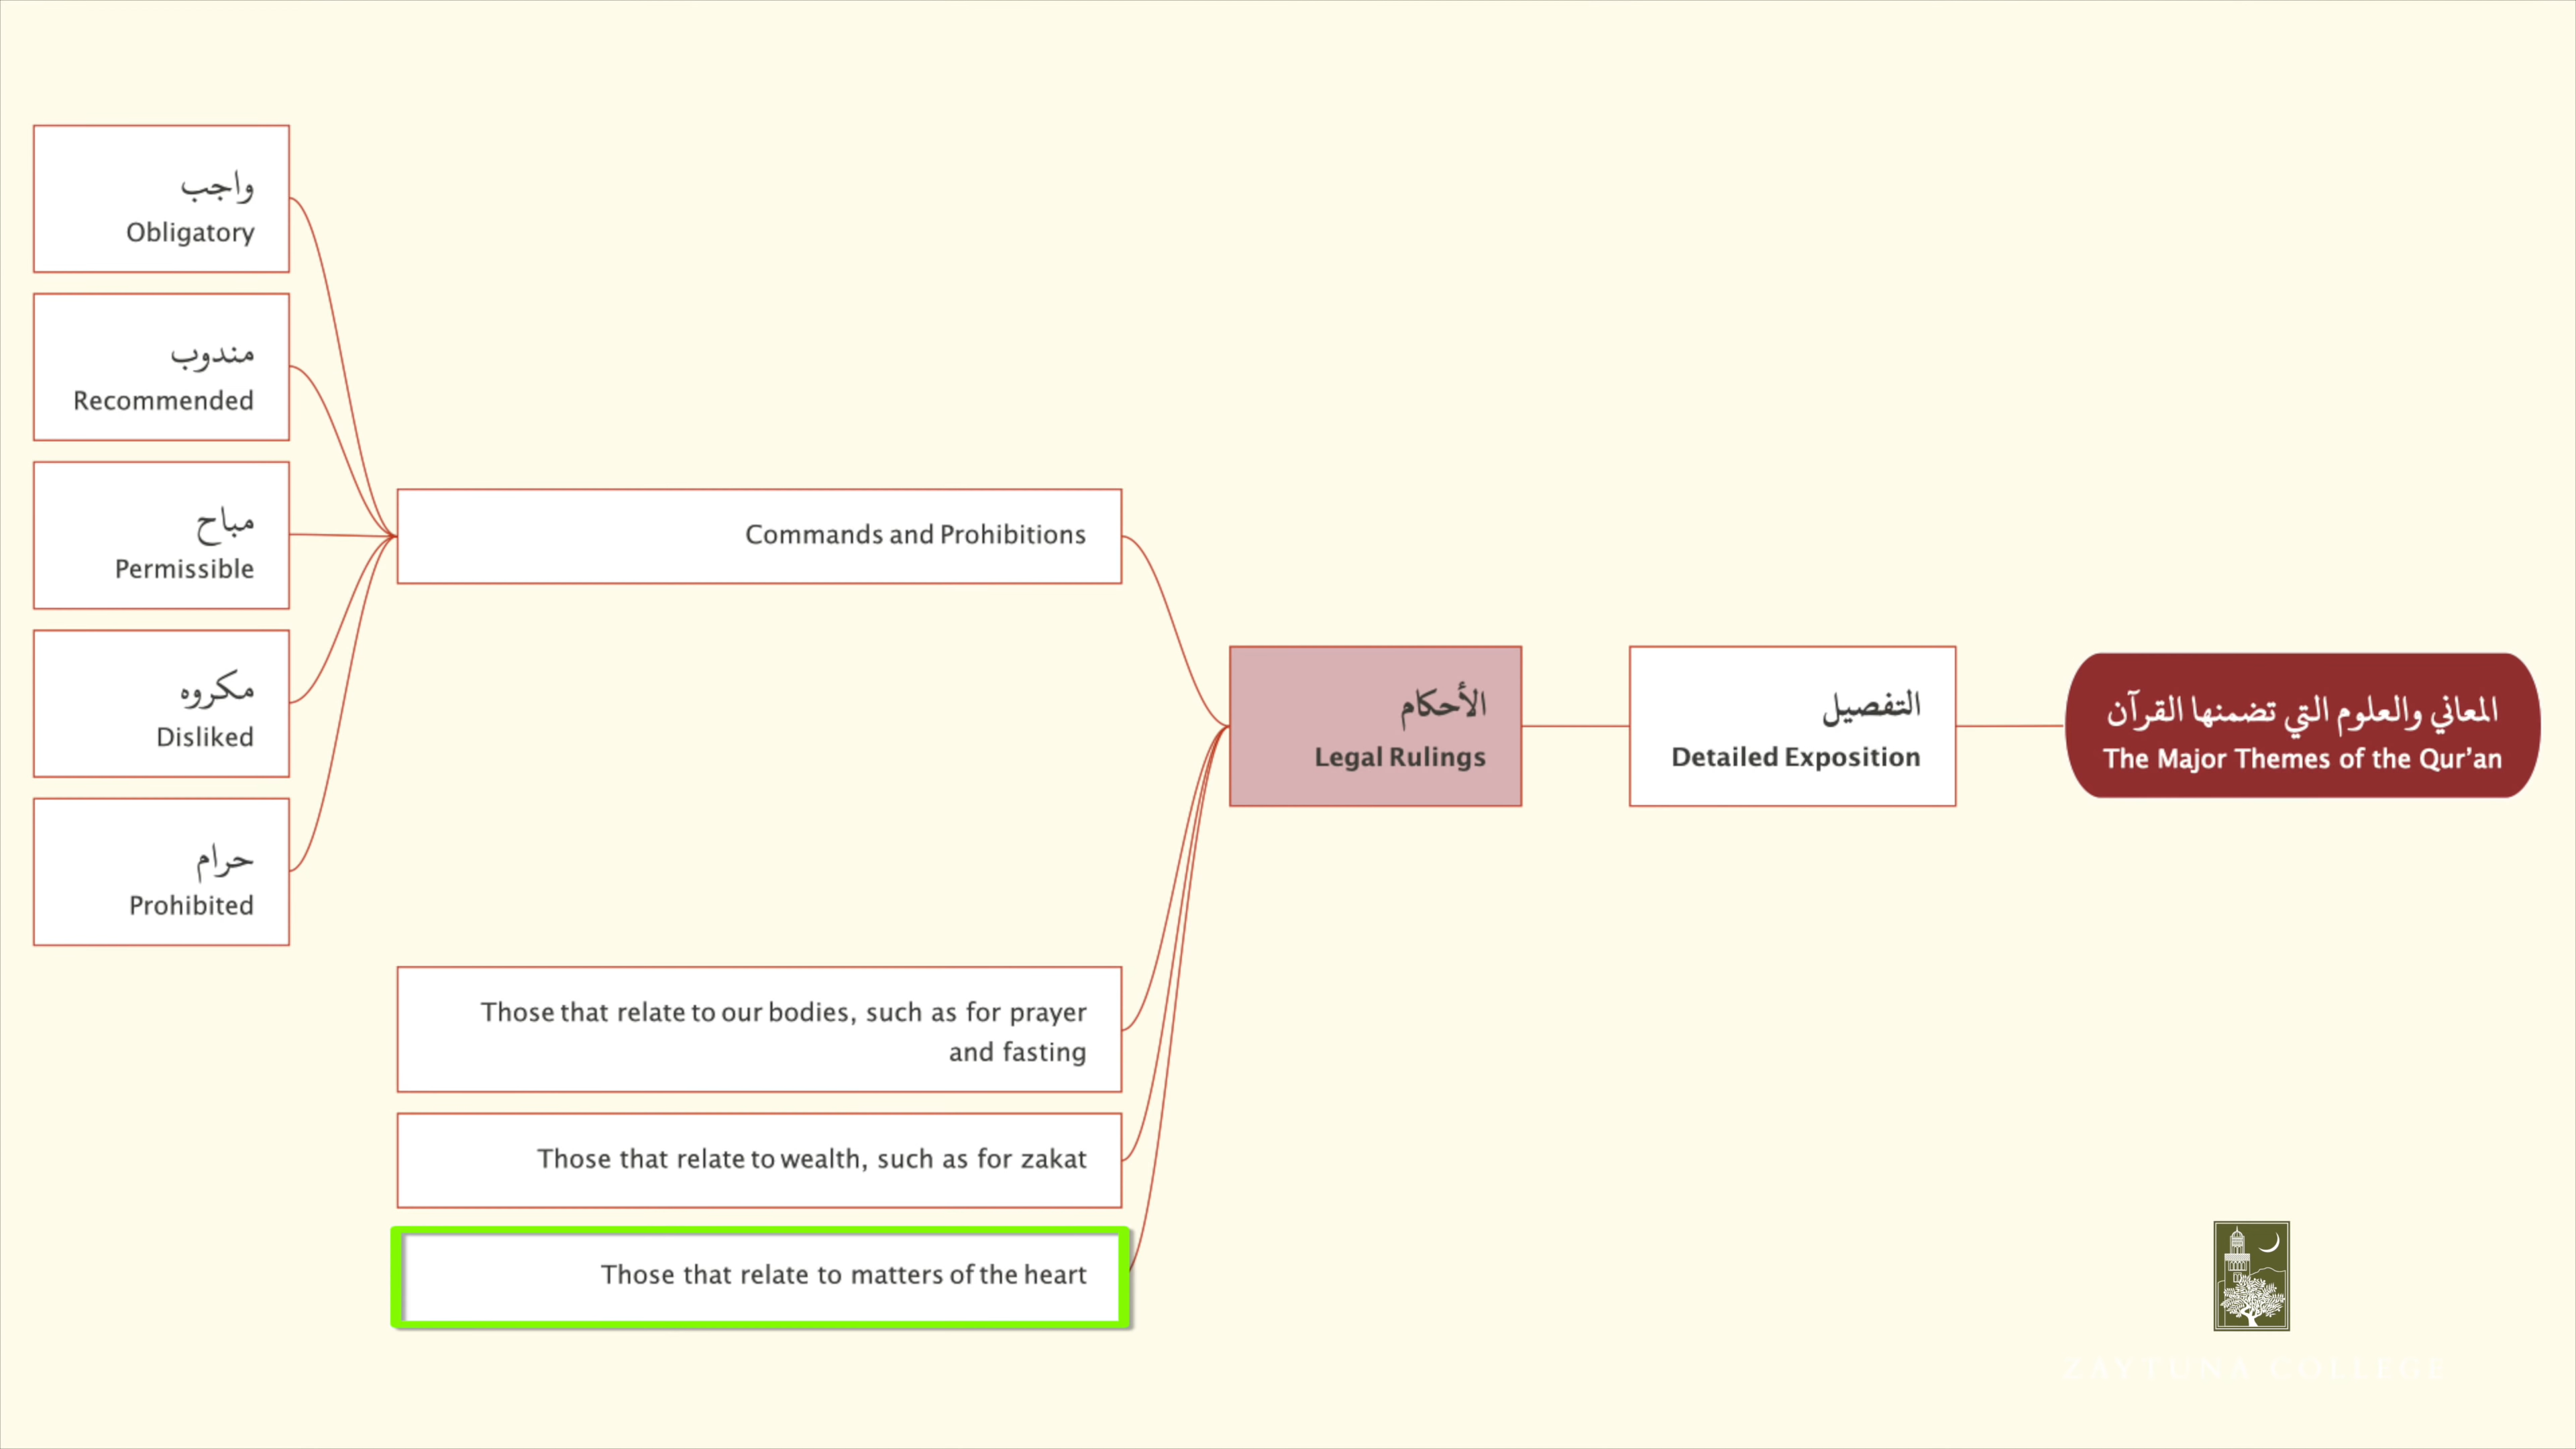 المعاني والعلوم التي تضمنها القرآن
The Major Themes of the Qur’an
التفصيل
Detailed Exposition
الأحكام
Legal Rulings
Commands and Prohibitions
واجب
Obligatory
مندوب
Recommended
مباح
Permissible
مكروه
Disliked
حرام
Prohibited
Those that relate to our bodies, such as for prayer
and fasting
Those that relate to wealth, such as for zakat
Those that relate to matters of the heart
ZAYTUNA COLLEGE